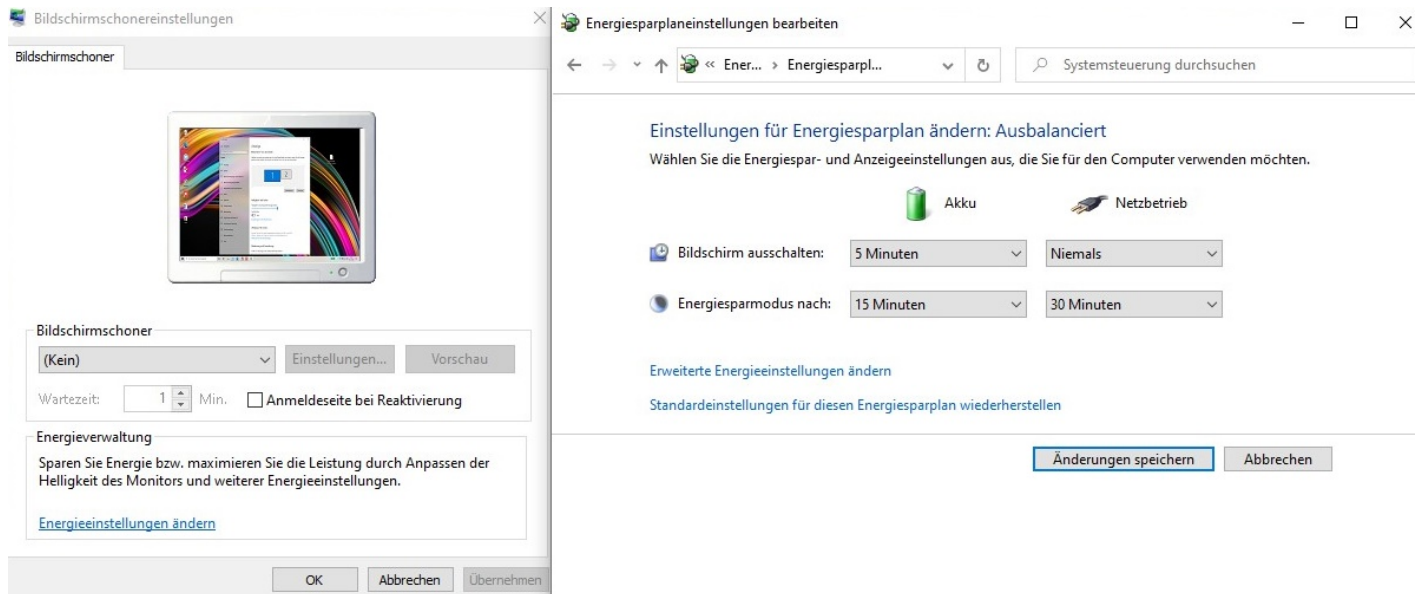 Bildschirmschonereinstellungen
Bildschirmschoner
Bildschirmschoner
(Kein)
Einstellungen...
Vorschau
Wartezeit:
1
Min.
Anmeldeseite bei Reaktivierung
Energieverwaltung
Sparen Sie Energie bzw. maximieren Sie die Leistung durch Anpassen der
Helligkeit des Monitors und weiterer Energieeinstellungen.
Energieeinstellungen ändern
OK
Abbrechen
Übernehmen
Energiesparplaneinstellungen bearbeiten
« Ener... › Energiesparpl...
Systemsteuerung durchsuchen
Einstellungen für Energiesparplan ändern: Ausbalanciert
Wählen Sie die Energiespar- und Anzeigeeinstellungen aus, die Sie für den Computer verwenden möchten.
Akku
Netzbetrieb
Bildschirm ausschalten:
5 Minuten
Niemals
Energiesparmodus nach:
15 Minuten
30 Minuten
Erweiterte Energieeinstellungen ändern
Standardeinstellungen für diesen Energiesparplan wiederherstellen
Änderungen speichern
Abbrechen